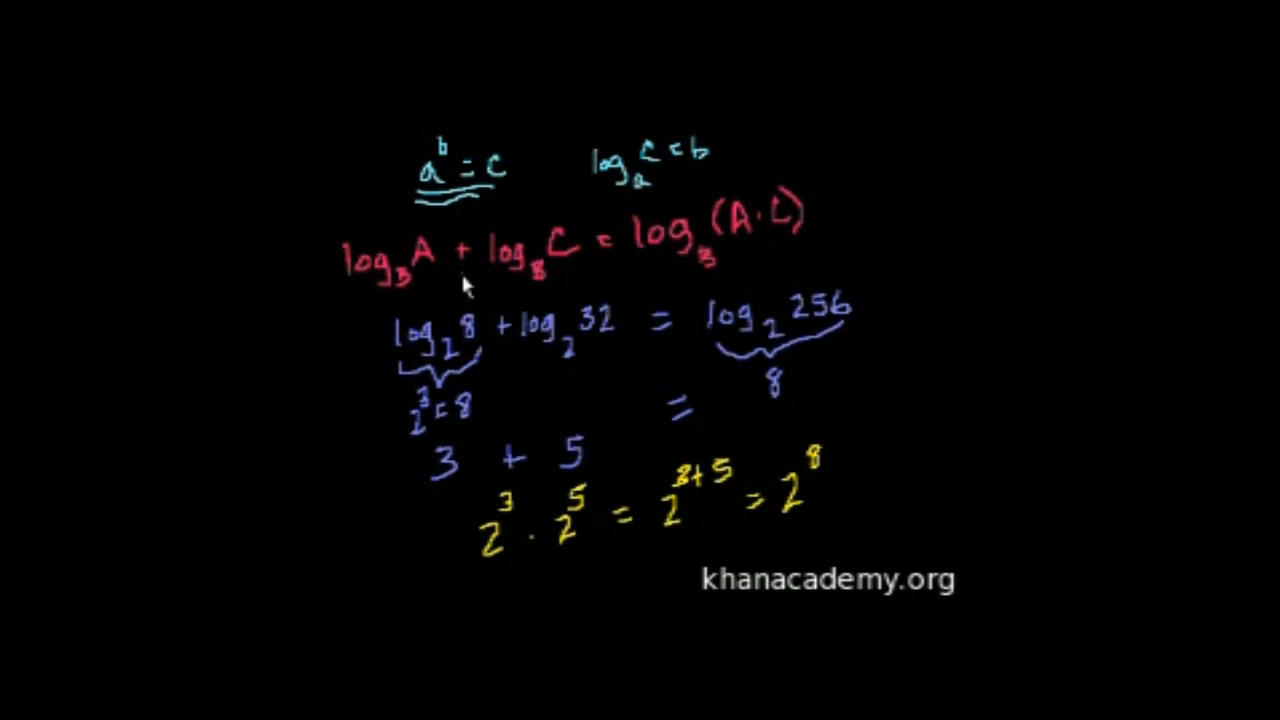 a^b = c log_a c = b
log_B A + log_B C = log_B (A · C)
log_2 8 + log_2 32 = log_2 256
2^3 = 8 = 8
3 + 5
2^3 · 2^5 = 2^{3+5} = 2^8
khanacademy.org